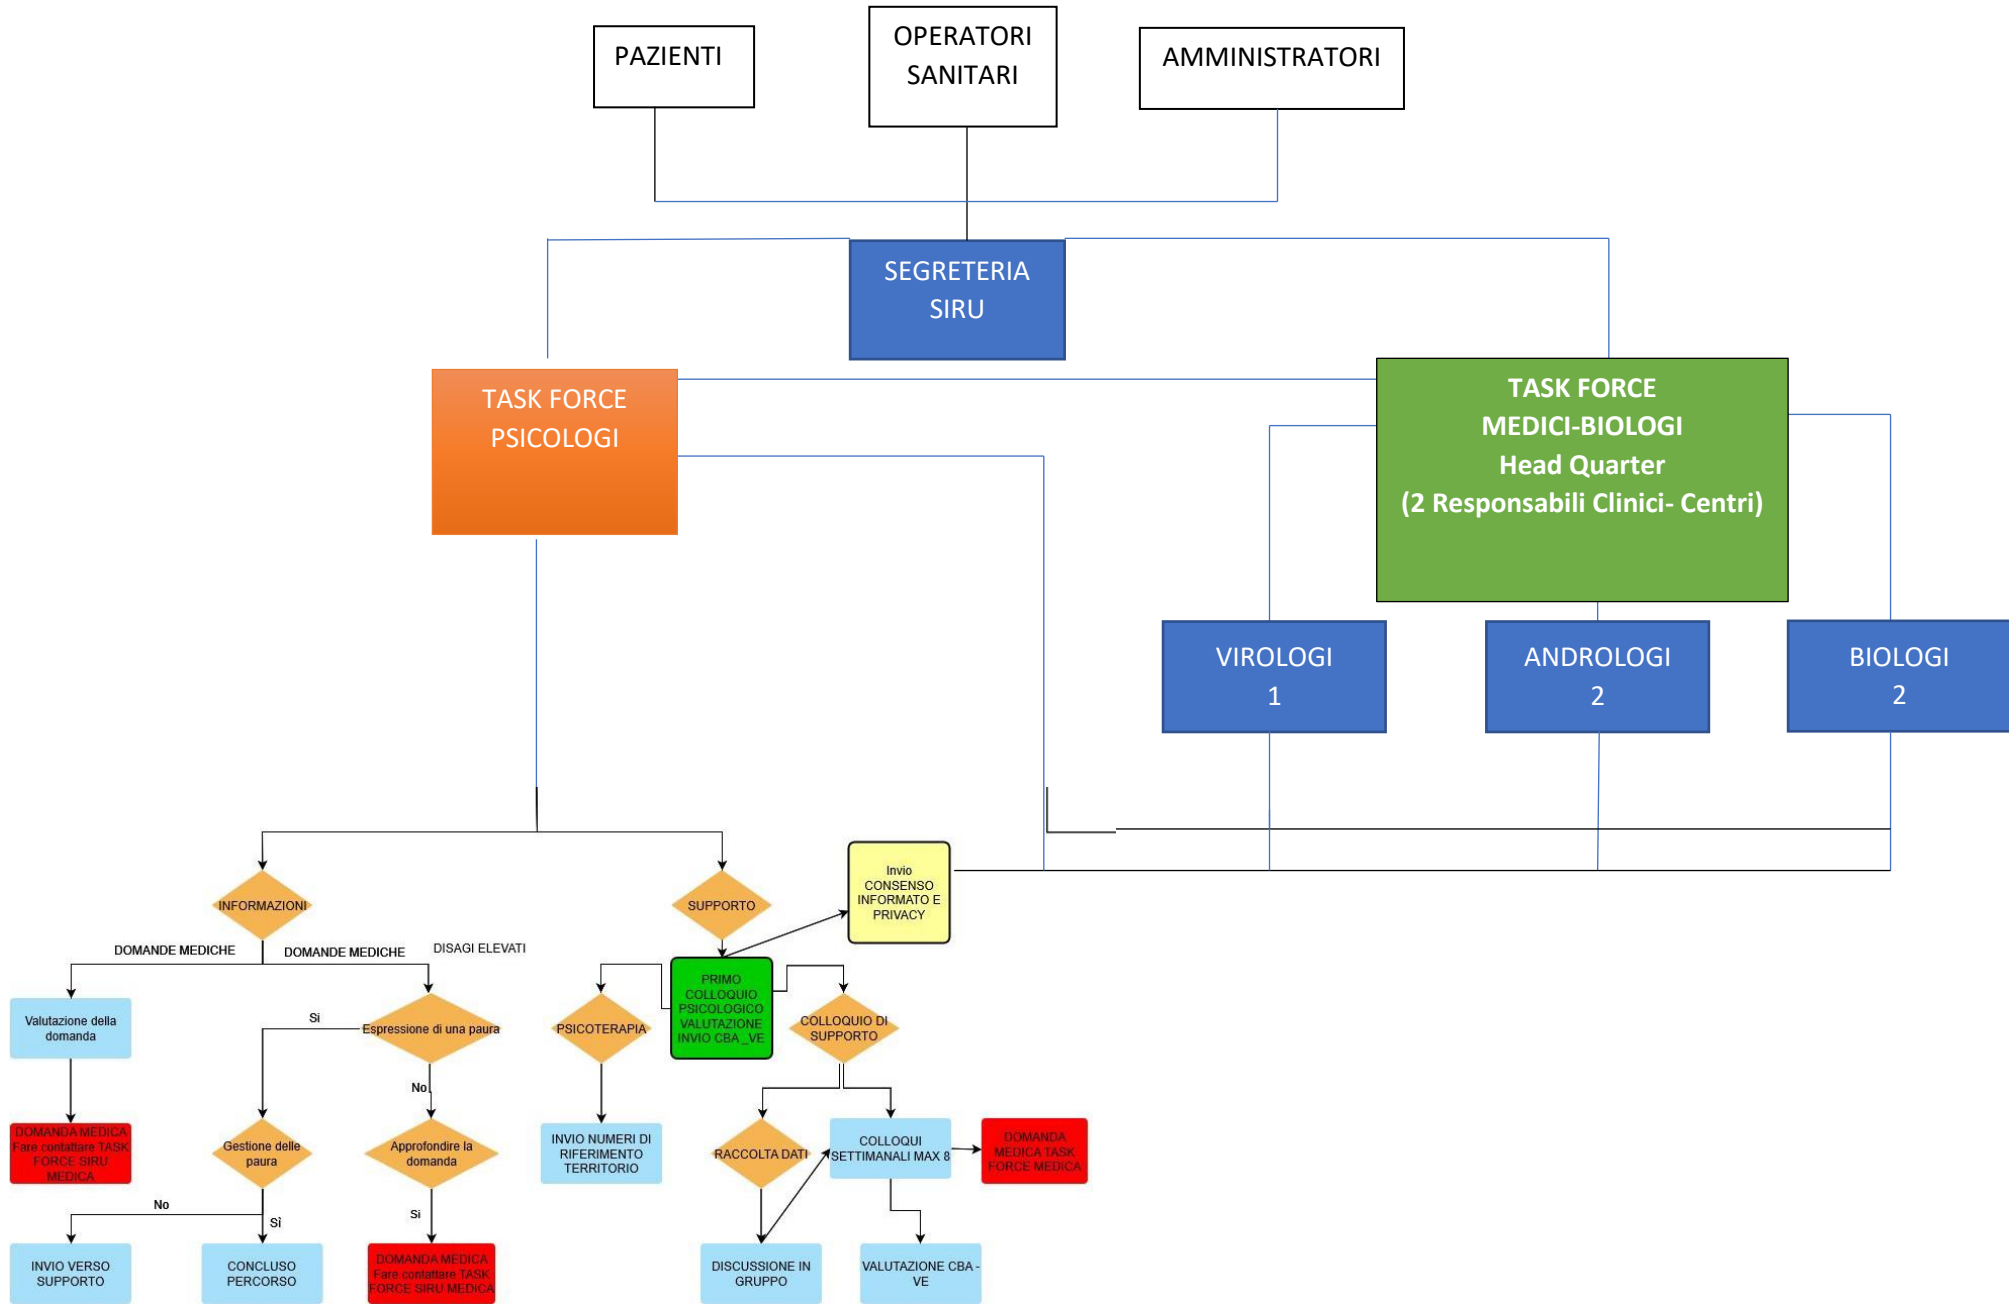 PAZIENTI
OPERATORI
SANITARI
AMMINISTRATORI
SEGRETERIA
SIRU
TASK FORCE
PSICOLOGI
TASK FORCE
MEDICI-BIOLOGI
Head Quarter
(2 Responsabili Clinici- Centri)
VIROLOGI
1
ANDROLOGI
2
BIOLOGI
2
INFORMAZIONI
SUPPORTO
Invio
CONSENSO
INFORMATO E
PRIVACY
DOMANDE MEDICHE
DOMANDE MEDICHE
DISAGI ELEVATI
Valutazione della
domanda
Si
Espressione di una paura
PSICOTERAPIA
PRIMO
COLLOQUIO
PSICOLOGICO
VALUTAZIONE
INVIO CBA _VE
COLLOQUIO DI
SUPPORTO
No
DOMANDA MEDICA
Fare contattare TASK
FORCE SIRU
MEDICA
Gestione delle
paura
Approfondire la
domanda
INVIO NUMERI DI
RIFERIMENTO
TERRITORIO
RACCOLTA DATI
COLLOQUI
SETTIMANALI MAX 8
DOMANDA
MEDICA TASK
FORCE MEDICA
No
Sì
Si
INVIO VERSO
SUPPORTO
CONCLUSO
PERCORSO
DOMANDA MEDICA
Fare contattare TASK
FORCE SIRU MEDICA
DISCUSSIONE IN
GRUPPO
VALUTAZIONE CBA -
VE